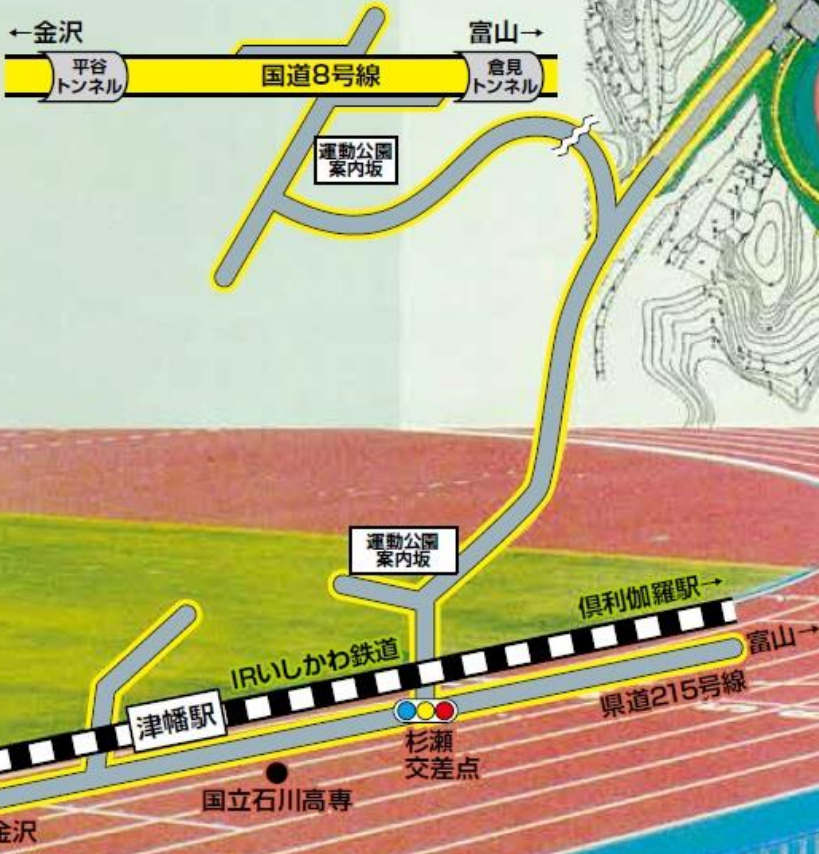 ←金沢
富山→
平谷
トンネル
国道8号線
倉見
トンネル
運動公園
案内坂
運動公園
案内坂
倶利伽羅駅→
IRいしかわ鉄道
富山→
津幡駅
県道215号線
杉瀬
交差点
国立石川高専
金沢